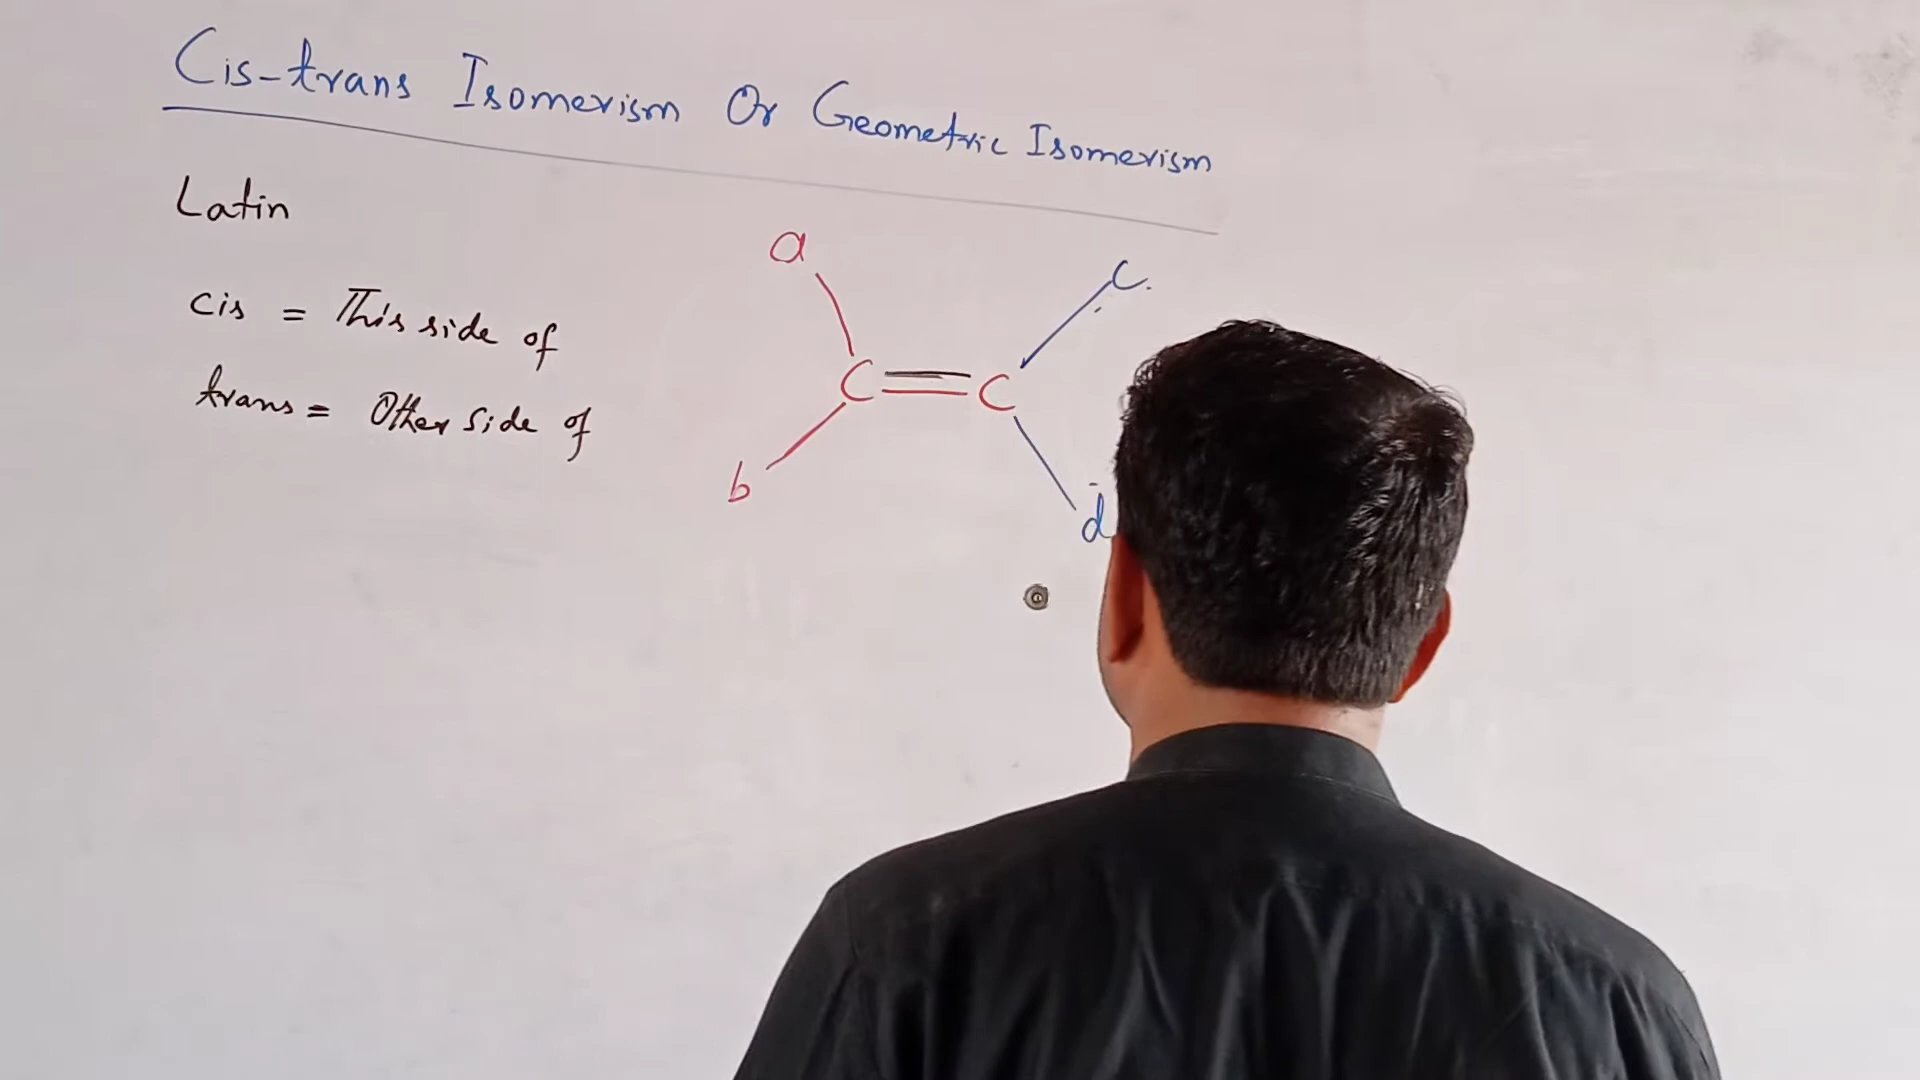 Cis-trans Isomerism Or Geometric Isomerism
Latin
cis = This side of
trans = Other side of
a c
C = C
b d